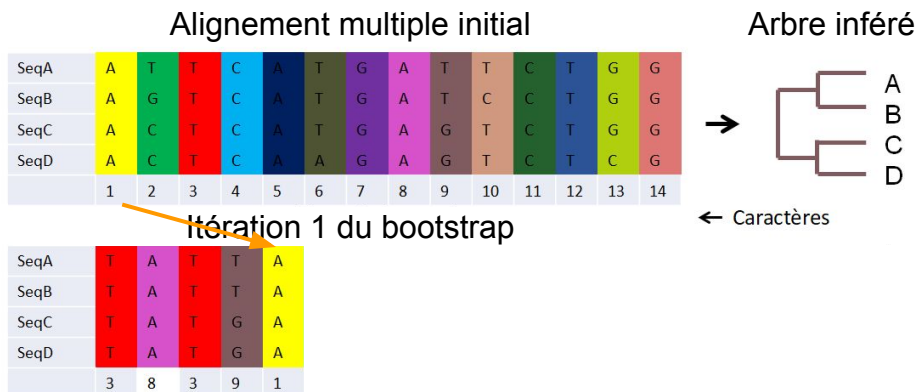 Alignement multiple initial
Arbre inféré
SeqA A T T C A T G A T T C T G G
SeqB A G T C A T G A T C C T G G
SeqC A C T C A T G A G T C T G G
SeqD A C T C A A G A G T C T C G
1 2 3 4 5 6 7 8 9 10 11 12 13 14
→
A
B
C
D
← Caractères
Itération 1 du bootstrap
SeqA T A T T A
SeqB T A T T A
SeqC T A T G A
SeqD T A T G A
3 8 3 9 1